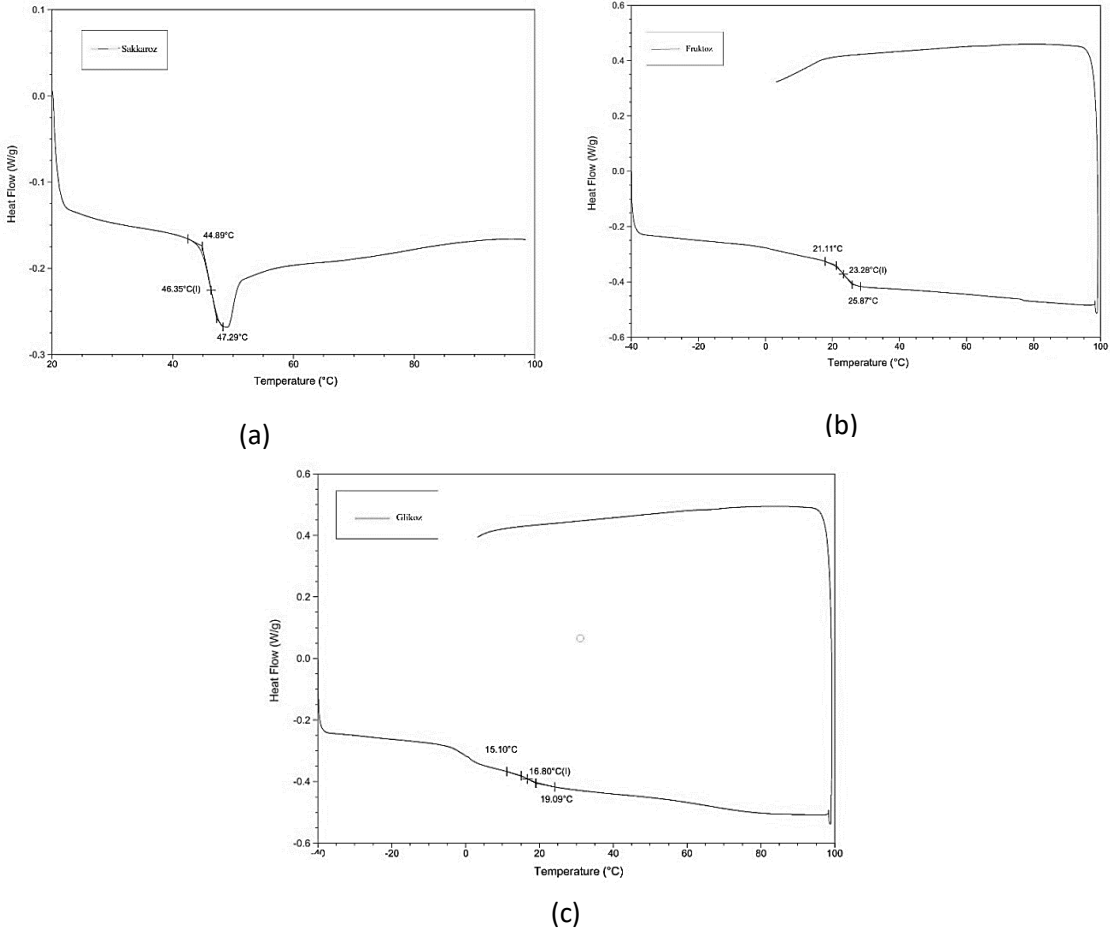 0.1
Sakkaroz
0.0
-0.1
-0.2
-0.3
Heat Flow (W/g)
44.89°C
46.35°C(I)
47.29°C
20 40 60 80 100
Temperature (°C)
(a)
0.6
Fruktoz
0.4
0.2
0.0
-0.2
-0.4
-0.6
Heat Flow (W/g)
21.11°C
23.28°C(I)
25.87°C
-40 -20 0 20 40 60 80 100
Temperature (°C)
(b)
0.6
Glikoz
0.4
0.2
0.0
-0.2
-0.4
-0.6
Heat Flow (W/g)
15.10°C
16.80°C(I)
19.09°C
-40 -20 0 20 40 60 80 100
Temperature (°C)
(c)